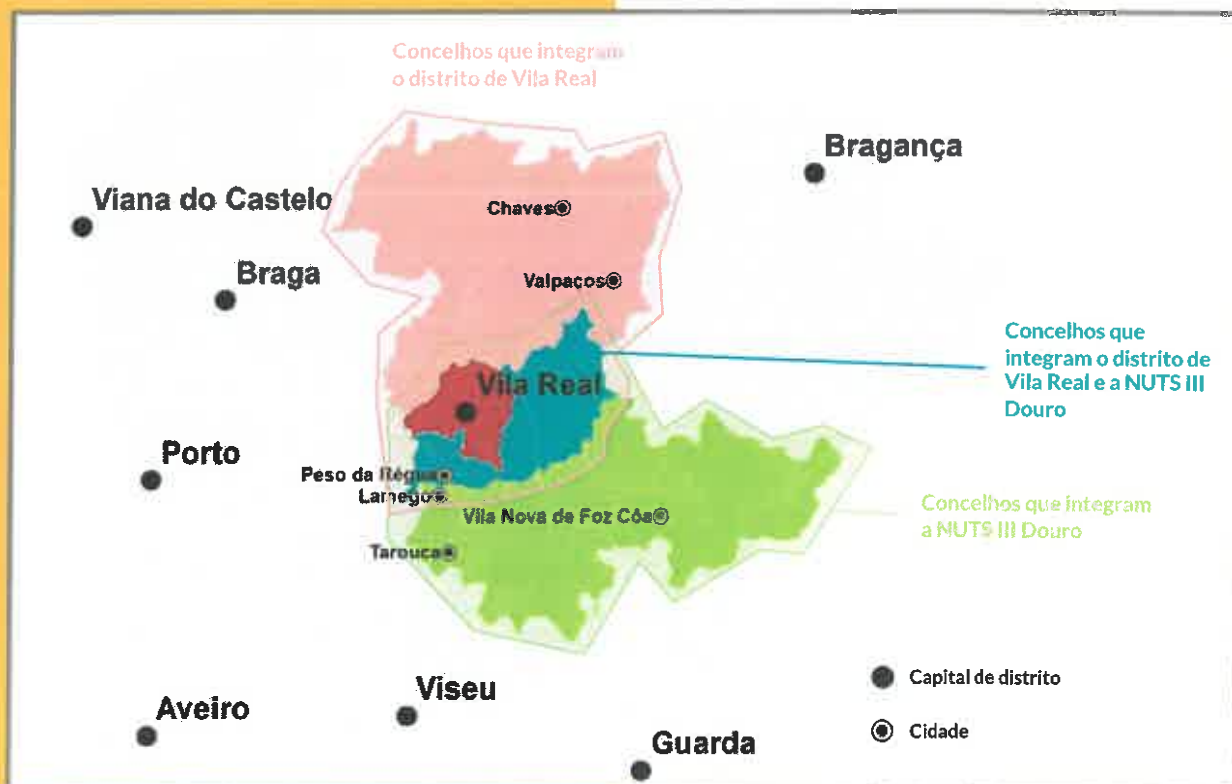 Concelhos que integram
o distrito de Vila Real
Bragança
Viana do Castelo
Chaves
Braga
Valpaços
Concelhos que
integram o distrito de
Vila Real e a NUTS III
Douro
Vila Real
Porto
Peso da Régua
Lamego
Vila Nova de Foz Côa
Concelhos que integram
a NUTS III Douro
Tarouca
Capital de distrito
Viseu
Aveiro
Cidade
Guarda